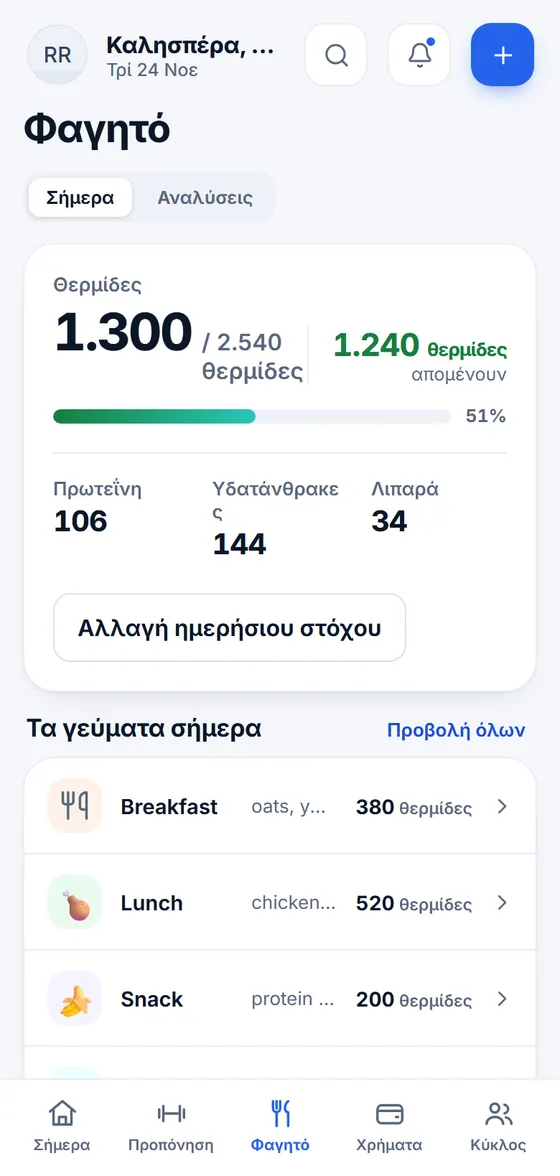 RR
Καλησπέρα, ...
Τρί 24 Νοε
Φαγητό
Σήμερα
Αναλύσεις
Θερμίδες
1.300 / 2.540 θερμίδες
1.240 θερμίδες
απομένουν
51%
Πρωτεΐνη
106
Υδατάνθρακε
ς
144
Λιπαρά
34
Αλλαγή ημερήσιου στόχου
Τα γεύματα σήμερα
Προβολή όλων
Breakfast oats, y... 380 θερμίδες
Lunch chicken... 520 θερμίδες
Snack protein ... 200 θερμίδες
Σήμερα
Προπόνηση
Φαγητό
Χρήματα
Κύκλος